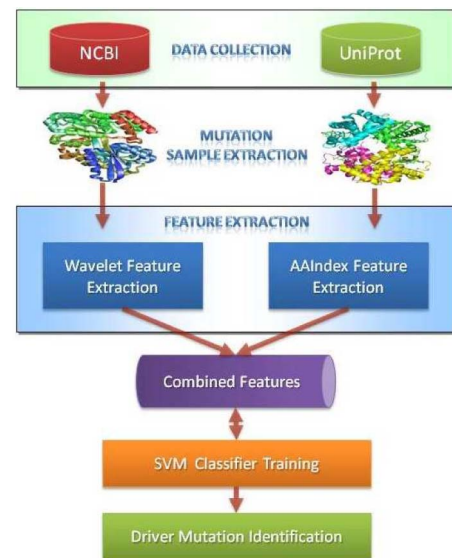 NCBI
DATA COLLECTION
UniProt
MUTATION
SAMPLE EXTRACTION
FEATURE EXTRACTION
Wavelet Feature
Extraction
AAIndex Feature
Extraction
Combined Features
SVM Classifier Training
Driver Mutation Identification